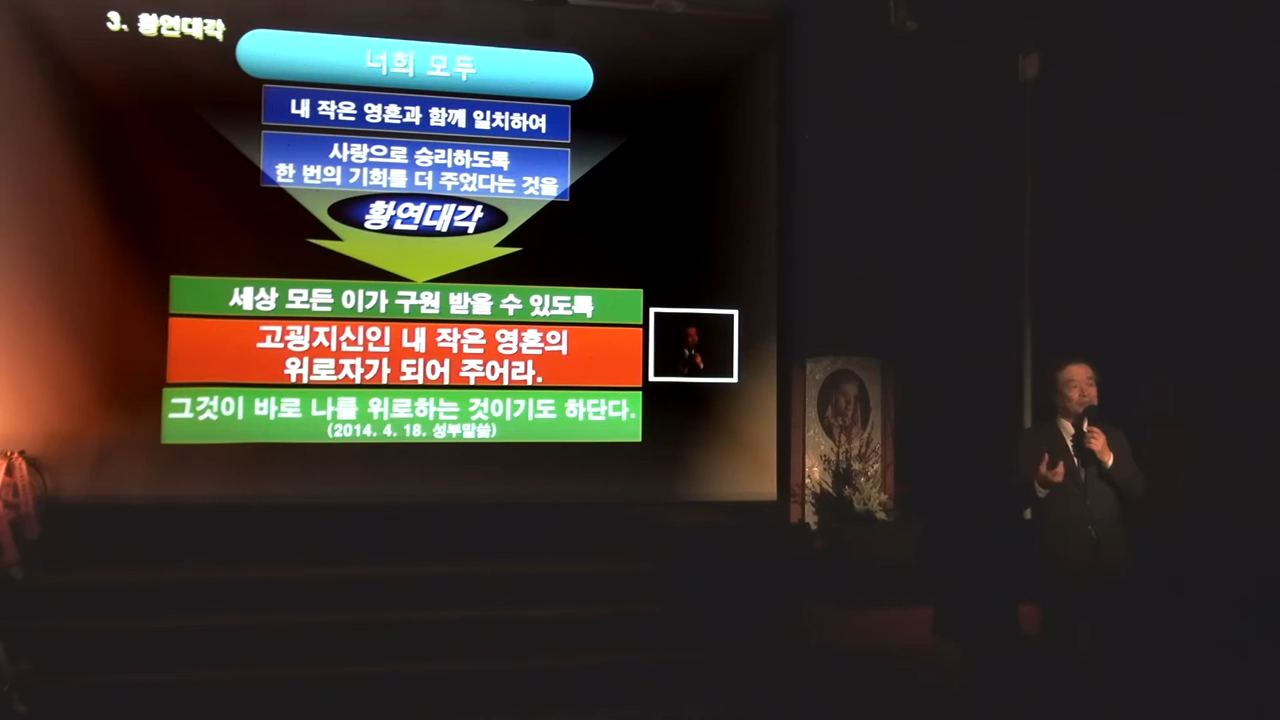 3. 황연대각
너희 모두
내 작은 영혼과 함께 일치하여
사랑으로 승리하도록
한 번의 기회를 더 주었다는 것을
황연대각
세상 모든 이가 구원 받을 수 있도록
고굉지신인 내 작은 영혼의
위로자가 되어 주어라.
그것이 바로 나를 위로하는 것이기도 하단다.
(2014. 4. 18. 성부말씀)